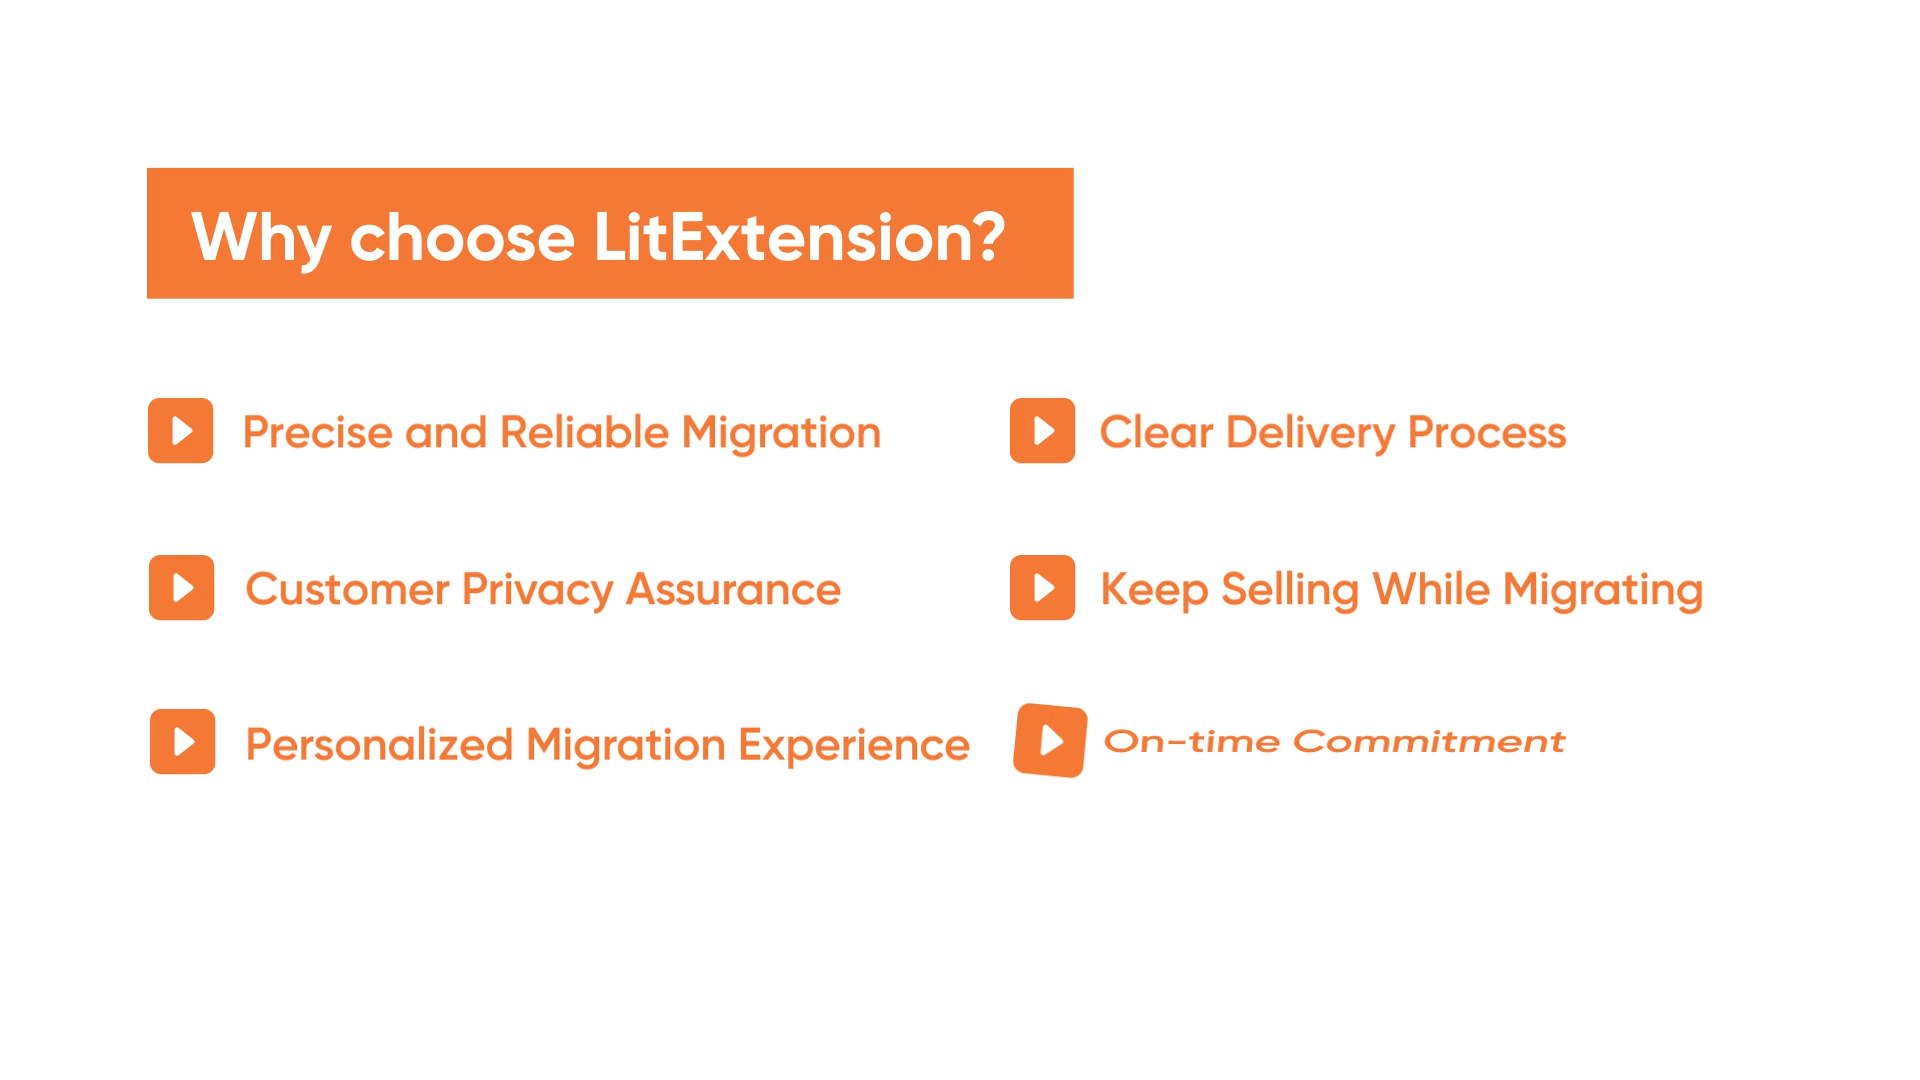 Why choose LitExtension?
Precise and Reliable Migration
Clear Delivery Process
Customer Privacy Assurance
Keep Selling While Migrating
Personalized Migration Experience
On-time Commitment